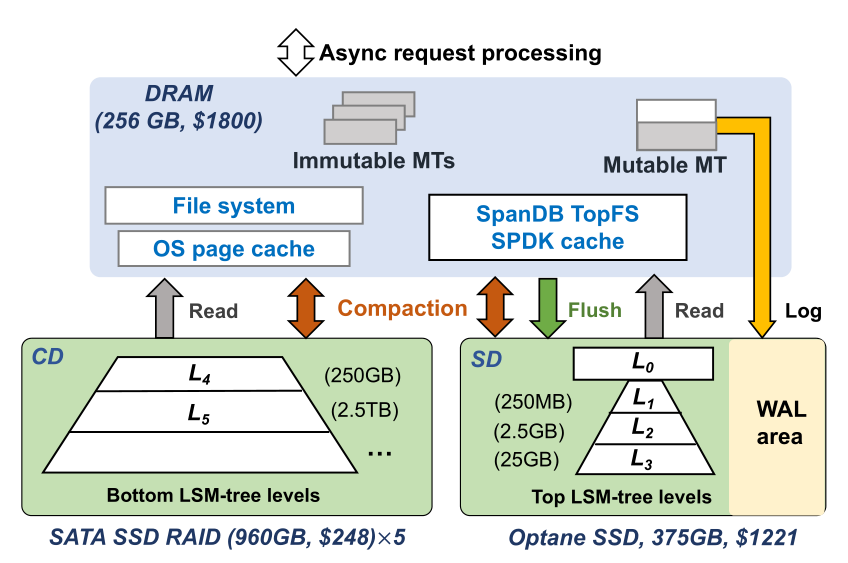 Async request processing
DRAM
(256 GB, $1800)
Immutable MTs
Mutable MT
File system
OS page cache
SpanDB TopFS
SPDK cache
Read
Compaction
Flush
Read
Log
CD
L4
(250GB)
L5
(2.5TB)
...
Bottom LSM-tree levels
SD
L0
L1
(250MB)
L2
(2.5GB)
L3
(25GB)
Top LSM-tree levels
WAL
area
SATA SSD RAID (960GB, $248)×5
Optane SSD, 375GB, $1221